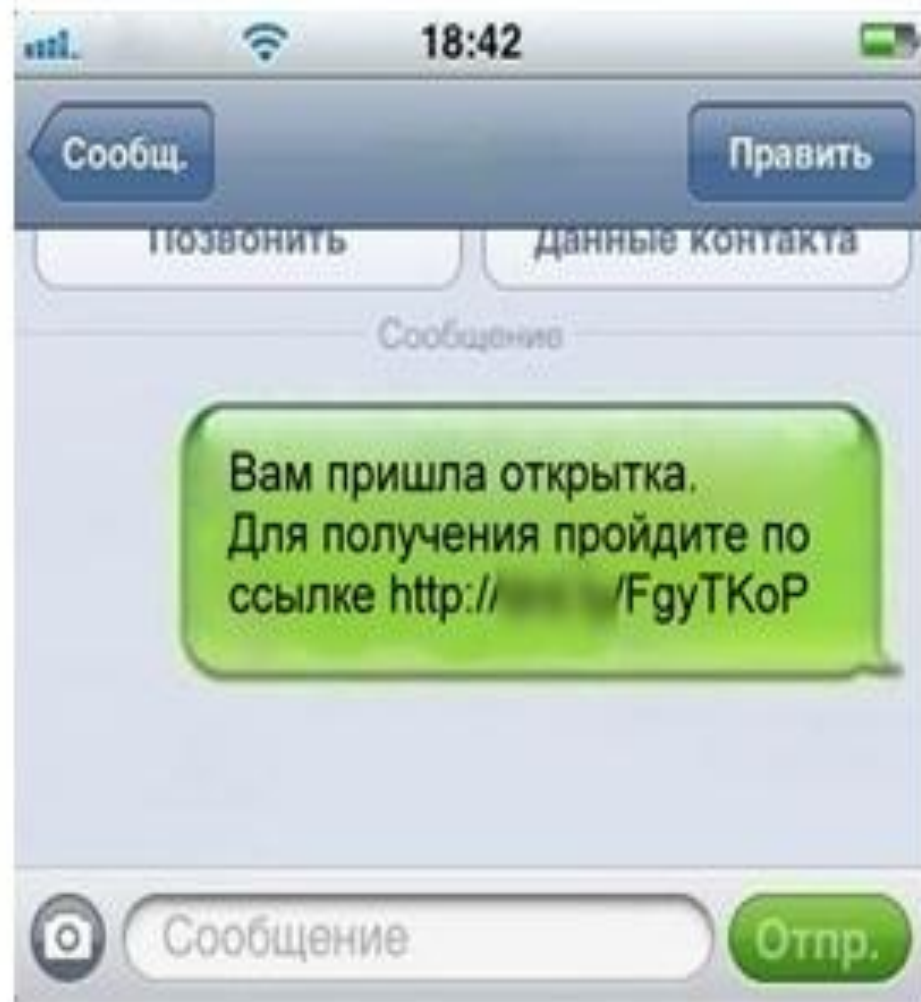 18:42
Сообщ.
Править
Позвонить
Данные контакта
Сообщение
Вам пришла открытка.
Для получения пройдите по
ссылке http:// /FgyTKoP
Сообщение
Отпр.